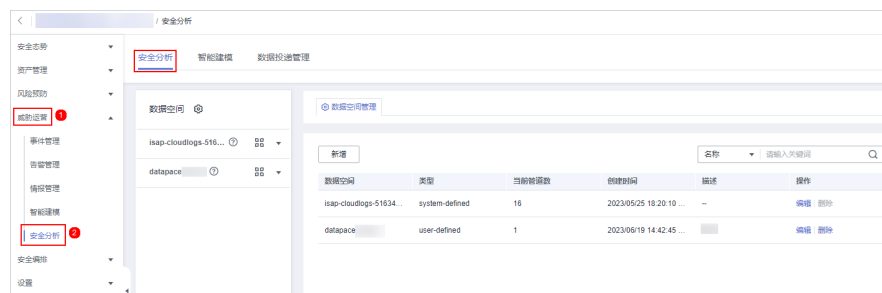 / 安全分析
安全态势
资产管理
风险预防
威胁运营 1
事件管理
告警管理
情报管理
智能建模
安全分析 2
安全编排
设置
安全分析 智能建模 数据投递管理
数据空间
isap-cloudlogs-516...
datapace
数据空间管理
新增 名称 请输入关键词
数据空间 类型 当前管道数 创建时间 描述 操作
isap-cloudlogs-51634... system-defined 16 2023/05/25 18:20:10 ... -- 编辑 删除
datapace user-defined 1 2023/06/19 14:42:45 ... 编辑 删除